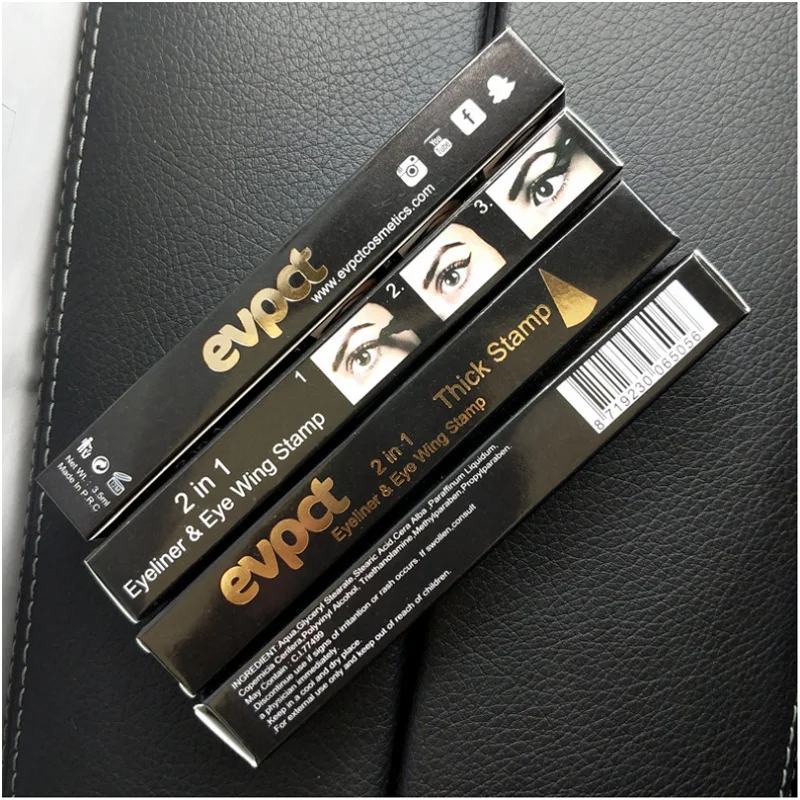 evpct
www.evpctcosmetics.com
You
Tube
f
Net Wt.: 3.5ml
Made in P.R.C
2 in 1
Eyeliner & Eye Wing Stamp
1
2.
3.
evpct
2 in 1
Eyeliner & Eye Wing Stamp
Thick Stamp
INGREDIENT:Aqua,Glyceryl Stearate,Stearic Acid,Cera Alba ,Paraffinum Liquidum,
Copernicia Cerifera,Polyvinyl Alcohol, Triethanolamine,Methylparaben,Propylparaben.
May Contain : C.I.77499
.Discontinue use if signs of irritantion or rash occurs. If swollen,consult
a physician immediately.
.Keep in a cool and dry place.
.For external use only and keep out of reach of children.
8 719230 065056